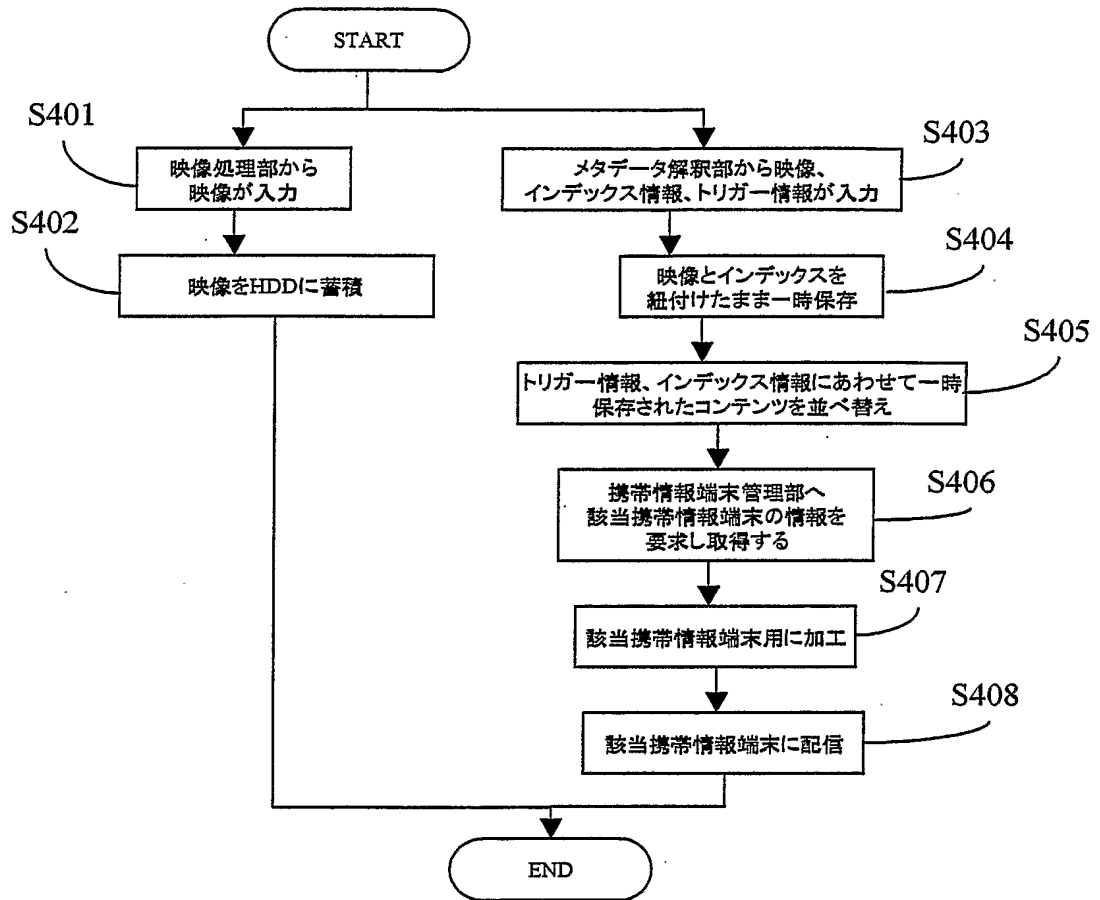 START
S401
映像処理部から
映像が入力
S402
映像をHDDに蓄積
S403
メタデータ解釈部から映像、
インデックス情報、トリガー情報が入力
S404
映像とインデックスを
紐付けたまま一時保存
S405
トリガー情報、インデックス情報にあわせて一時
保存されたコンテンツを並べ替え
S406
携帯情報端末管理部へ
該当携帯情報端末の情報を
要求し取得する
S407
該当携帯情報端末用に加工
S408
該当携帯情報端末に配信
END